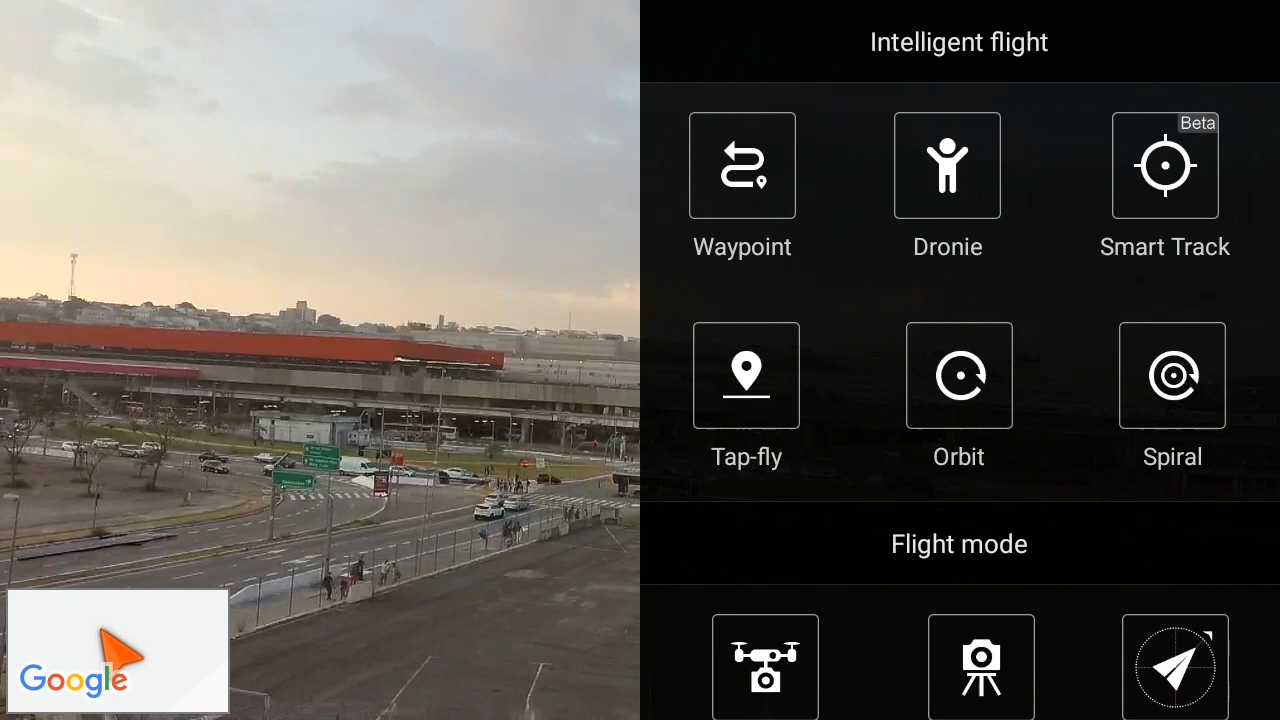 Intelligent flight
Beta
Waypoint
Dronie
Smart Track
Tap-fly
Orbit
Spiral
Flight mode
Google